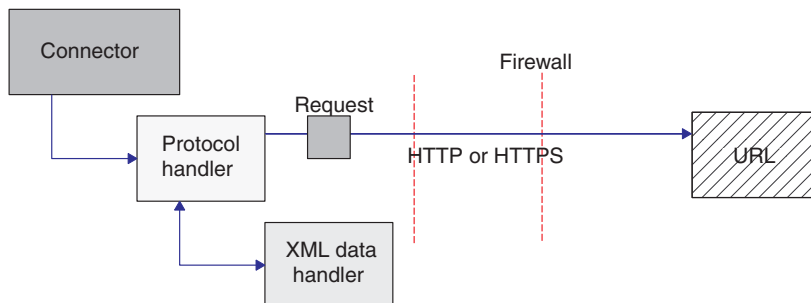 Connector
Firewall
Request
Protocol
handler
HTTP or HTTPS
URL
XML data
handler